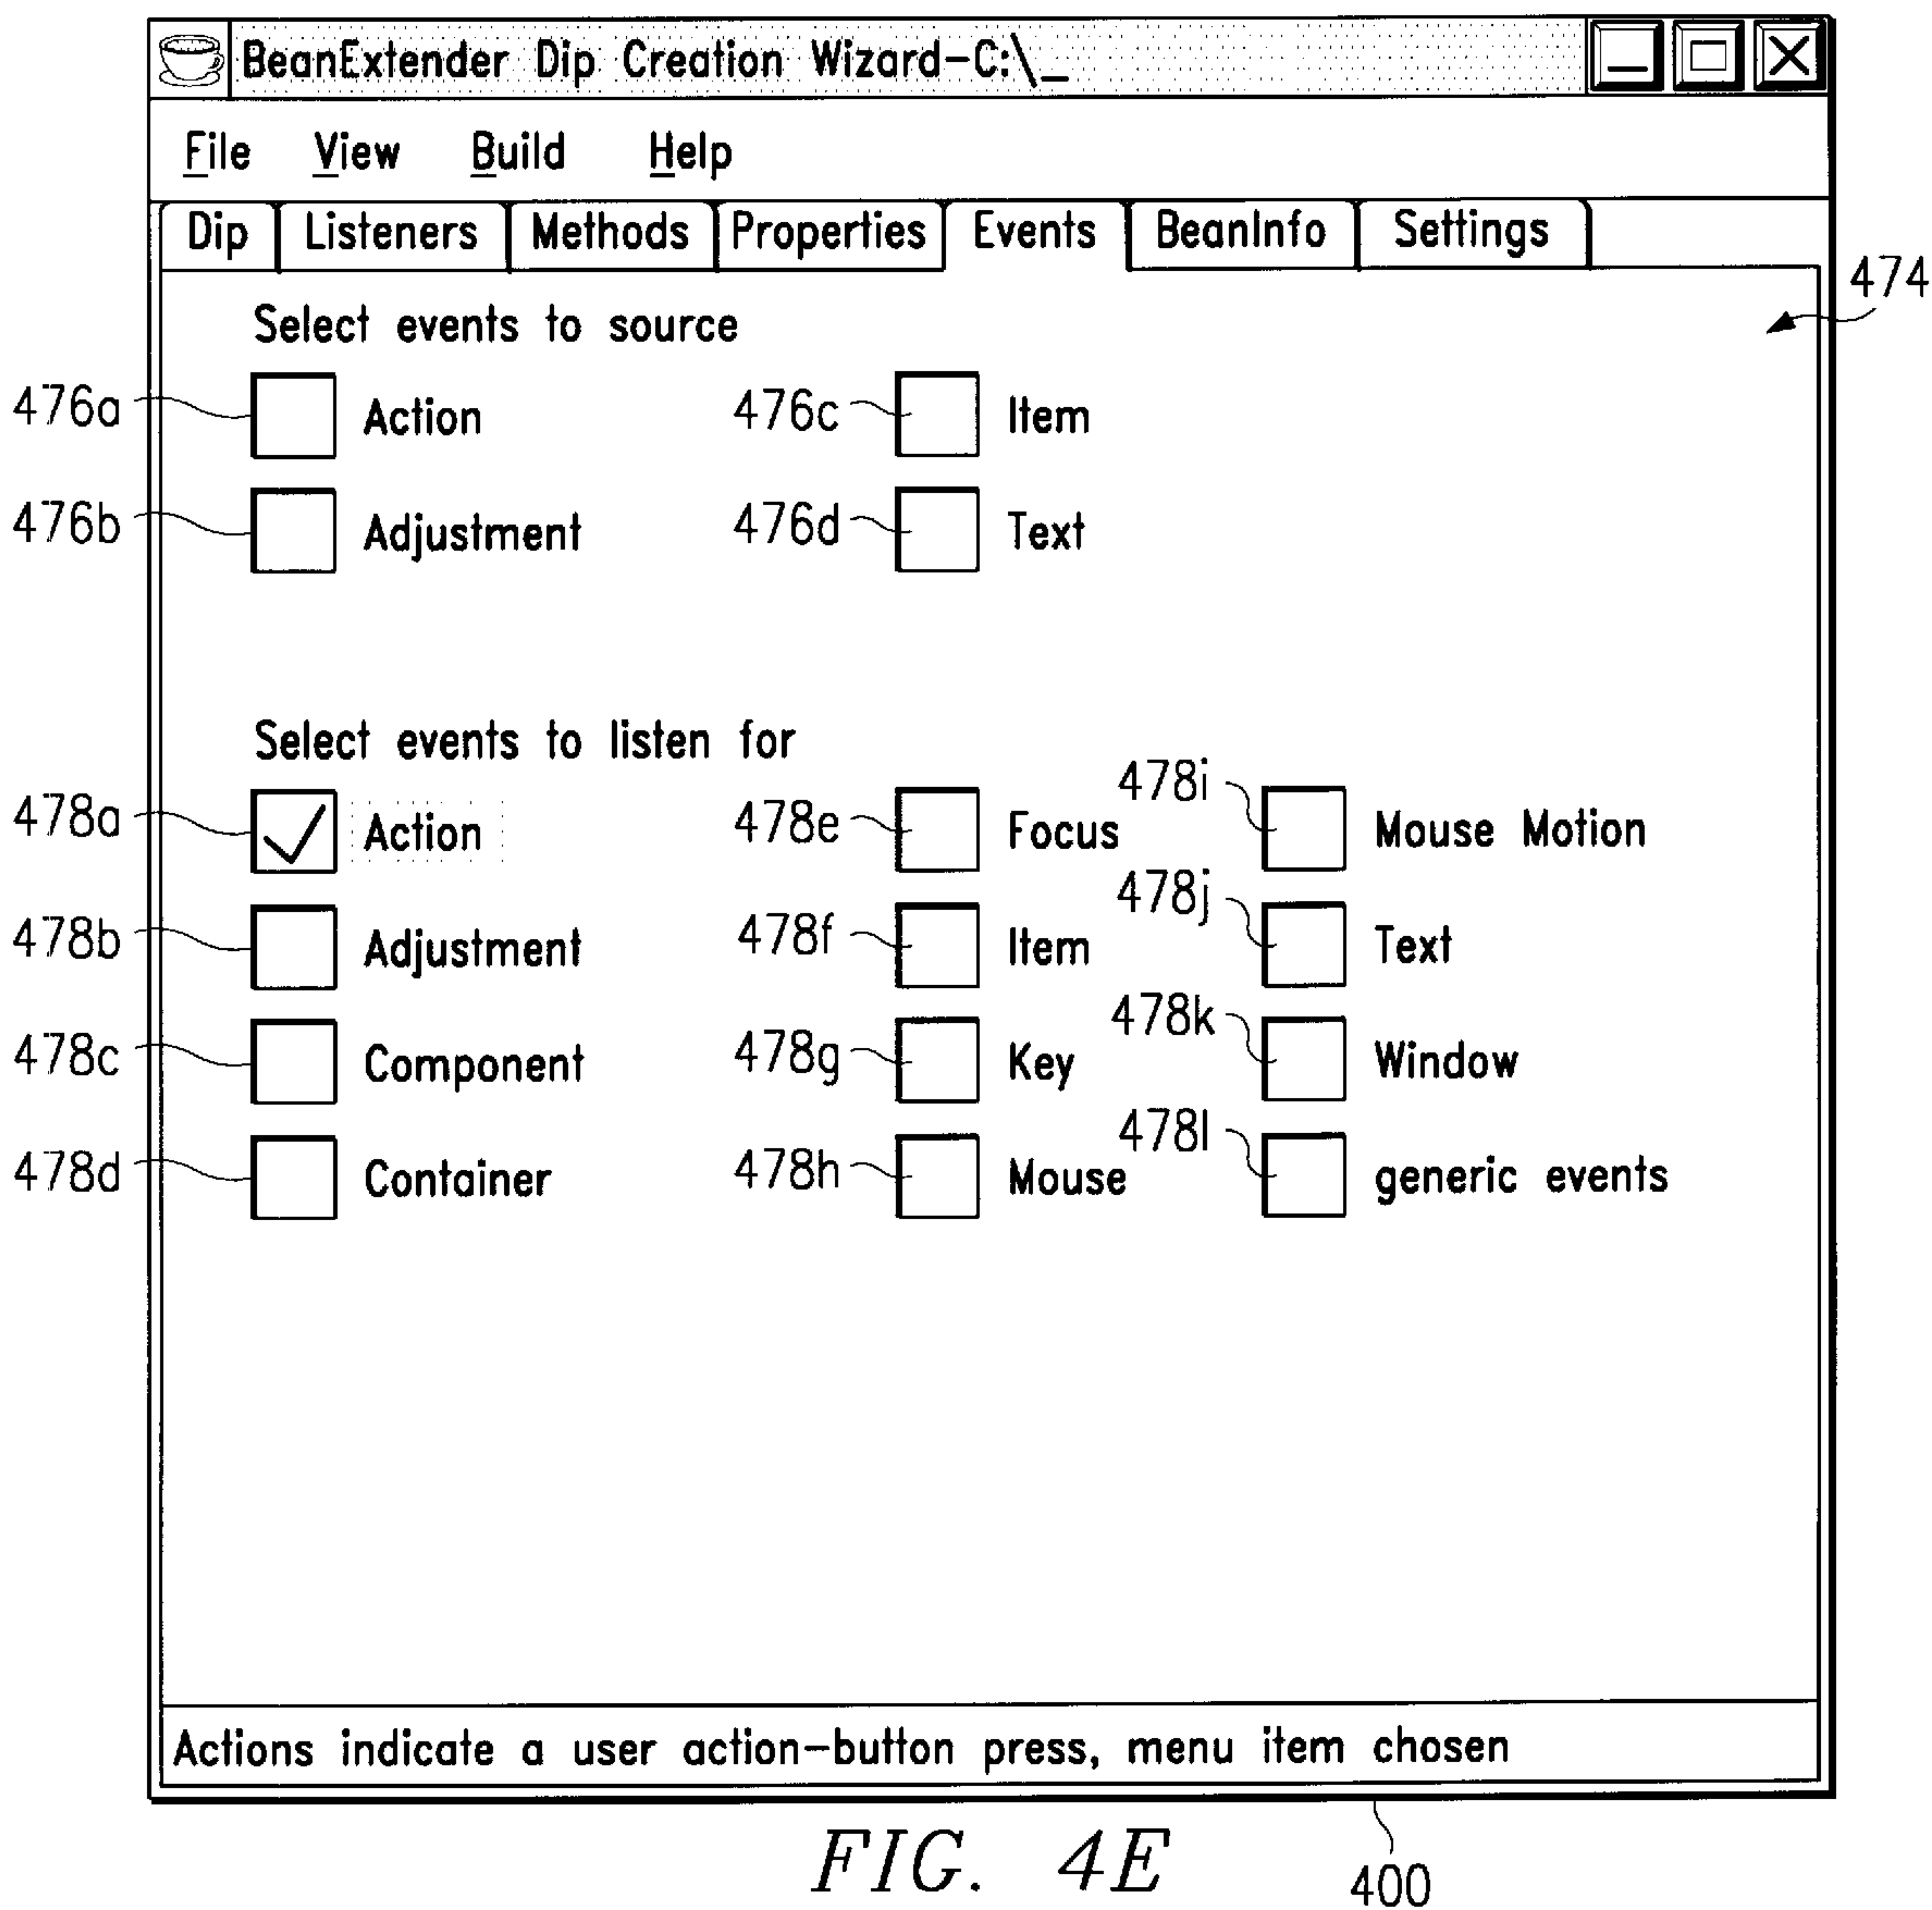 BeanExtender Dip Creation Wizard-C:\_
File View Build Help
Dip Listeners Methods Properties Events BeanInfo Settings
474
Select events to source
476a Action 476c Item
476b Adjustment 476d Text
Select events to listen for
478a Action 478e Focus 478i Mouse Motion
478b Adjustment 478f Item 478j Text
478c Component 478g Key 478k Window
478d Container 478h Mouse 478l generic events
Actions indicate a user action-button press, menu item chosen
FIG. 4E 400